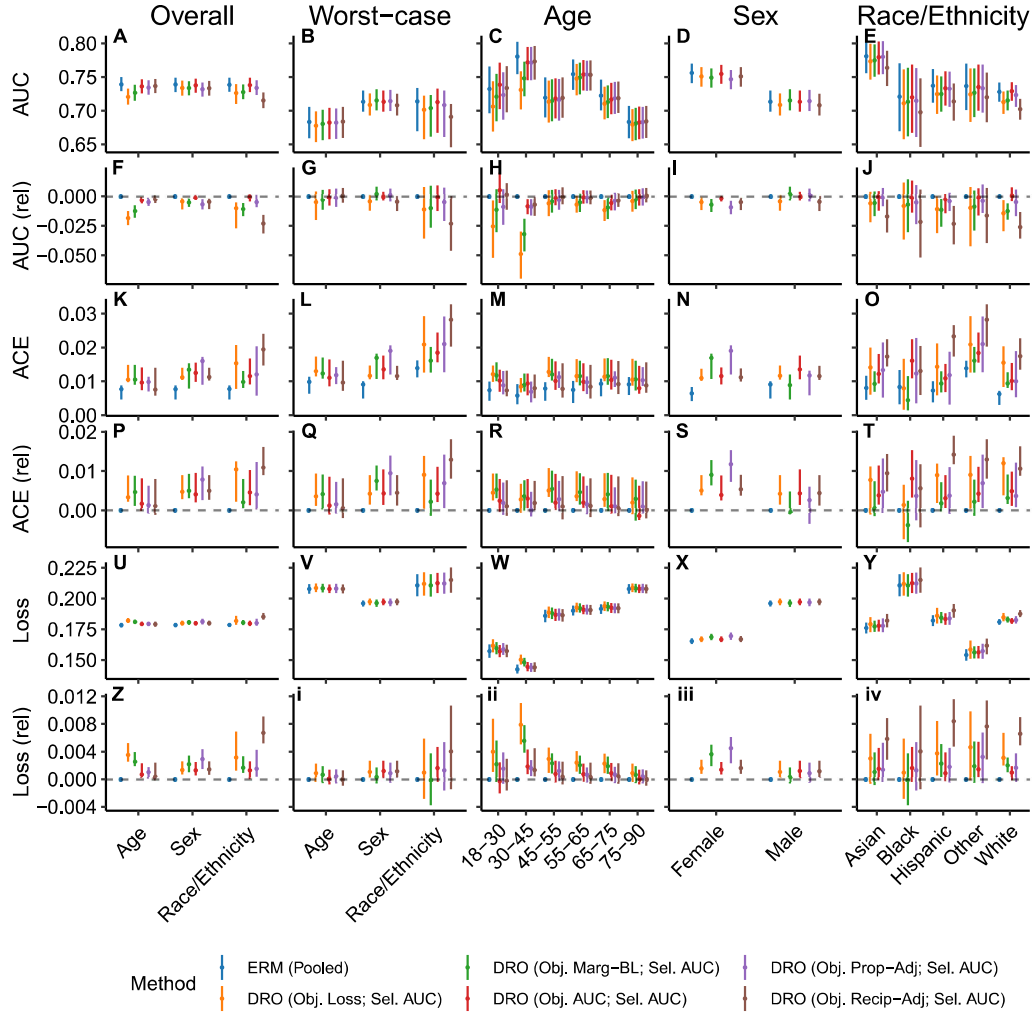 Overall Worst−case Age Sex Race/Ethnicity
A B C D E
AUC
0.80
0.75
0.70
0.65
F G H I J
AUC (rel)
0.000
−0.025
−0.050
K L M N O
ACE
0.03
0.02
0.01
0.00
P Q R S T
ACE (rel)
0.02
0.01
0.00
U V W X Y
Loss
0.225
0.200
0.175
0.150
Z i ii iii iv
Loss (rel)
0.012
0.008
0.004
0.000
−0.004
Age Sex Race/Ethnicity Age Sex Race/Ethnicity 18−30 30−45 45−55 55−65 65−75 75−90 Female Male Asian Black Hispanic Other White
Method
ERM (Pooled) DRO (Obj. Marg−BL; Sel. AUC) DRO (Obj. Prop−Adj; Sel. AUC)
DRO (Obj. Loss; Sel. AUC) DRO (Obj. AUC; Sel. AUC) DRO (Obj. Recip−Adj; Sel. AUC)